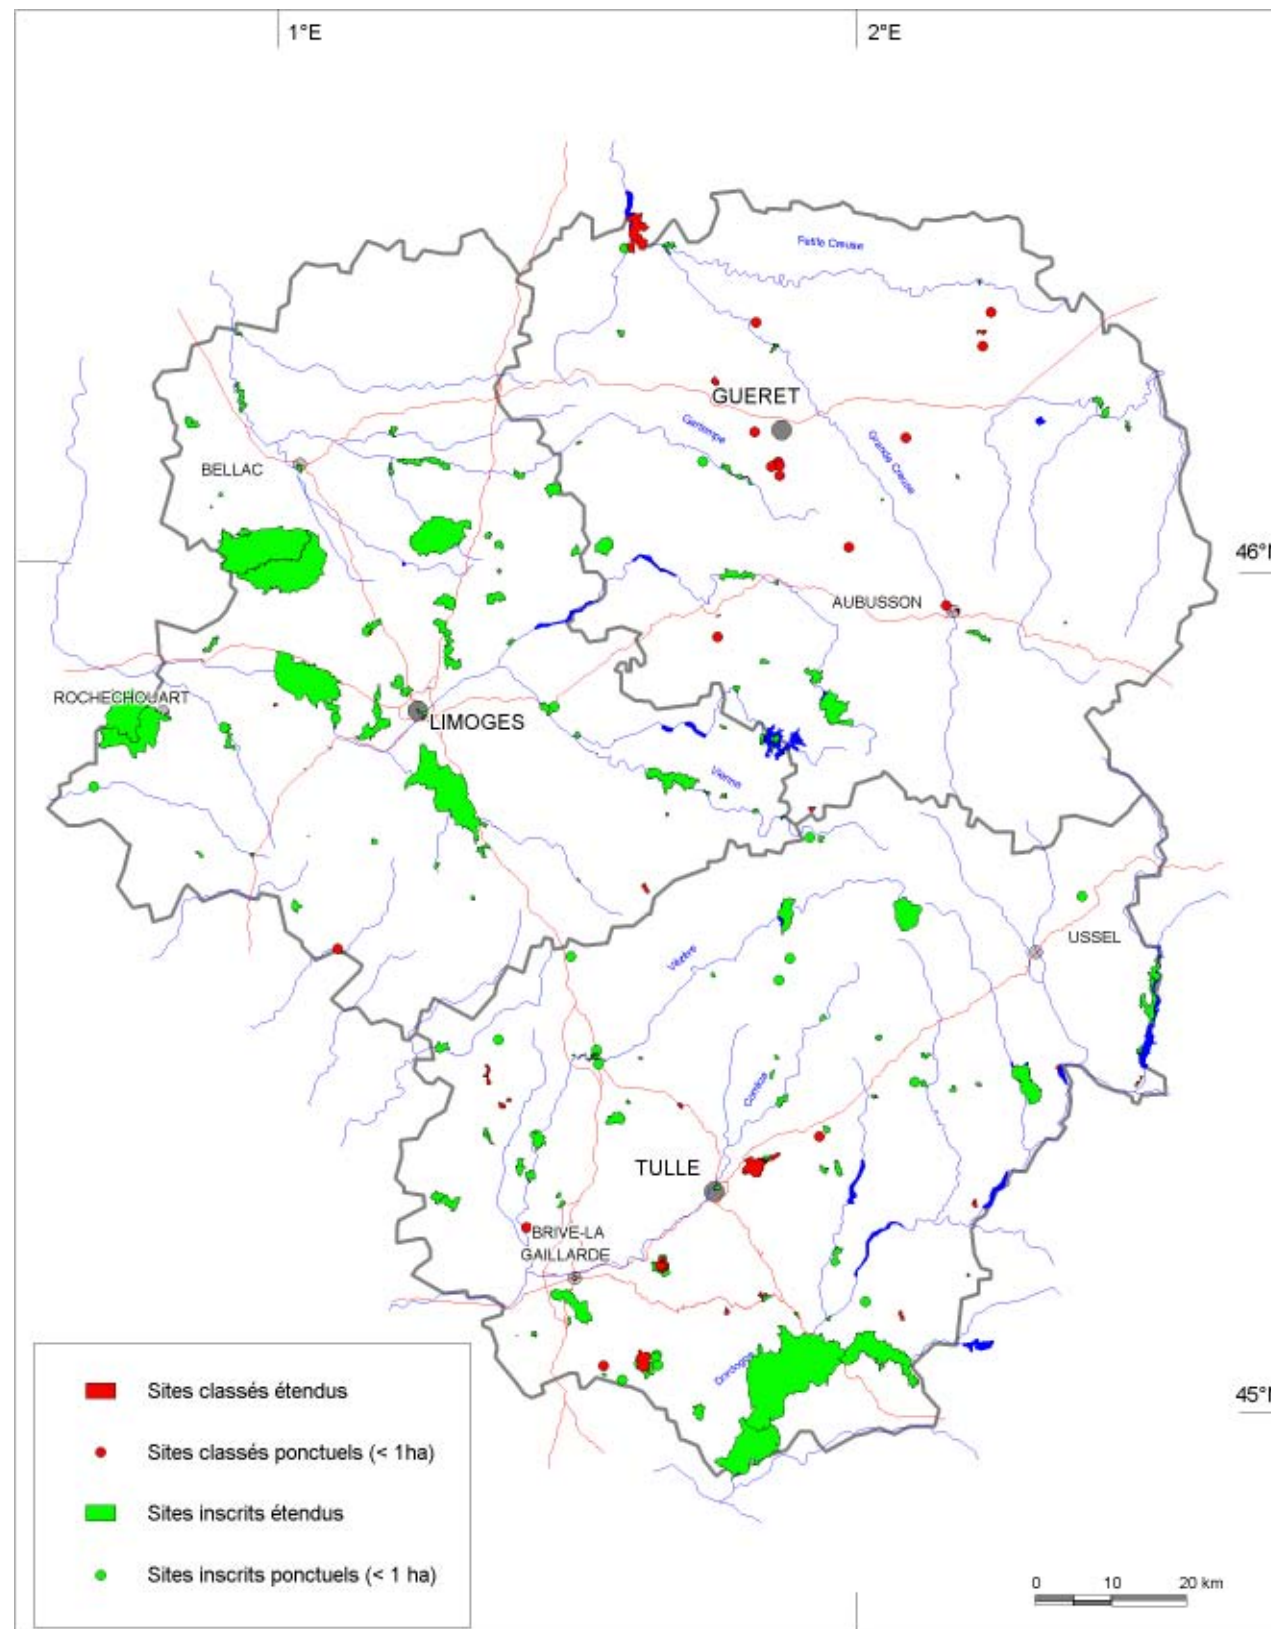 1°E
2°E
Petite Creuse
GUERET
Gartempe
Grande Creuse
BELLAC
46°N
AUBUSSON
ROCHECHOUART
LIMOGES
Vienne
USSEL
Vézère
Corrèze
TULLE
BRIVE-LA
GAILLARDE
Dordogne
45°N
Sites classés étendus
Sites classés ponctuels (< 1ha)
Sites inscrits étendus
Sites inscrits ponctuels (< 1 ha)
0 10 20 km